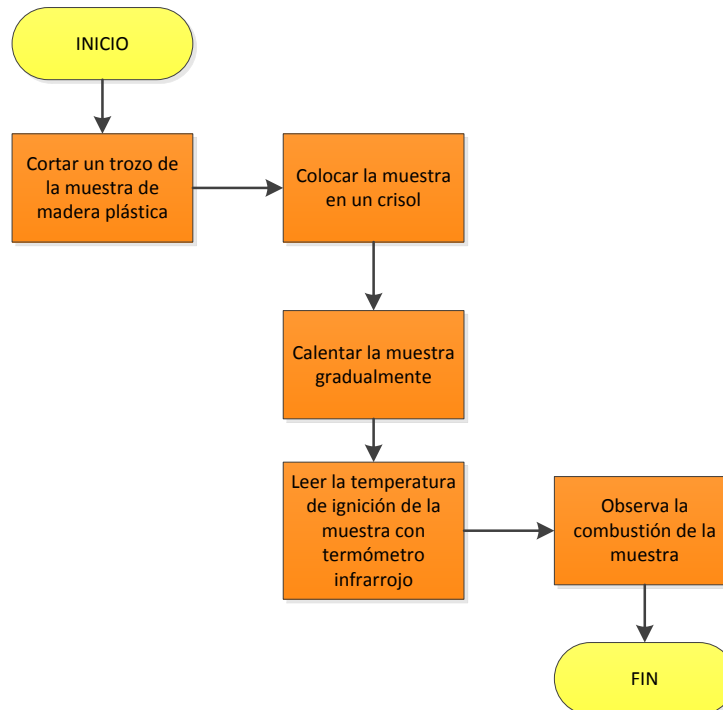 INICIO
Cortar un trozo de
la muestra de
madera plástica
Colocar la muestra
en un crisol
Calentar la muestra
gradualmente
Leer la temperatura
de ignición de la
muestra con
termómetro
infrarrojo
Observa la
combustión de la
muestra
FIN